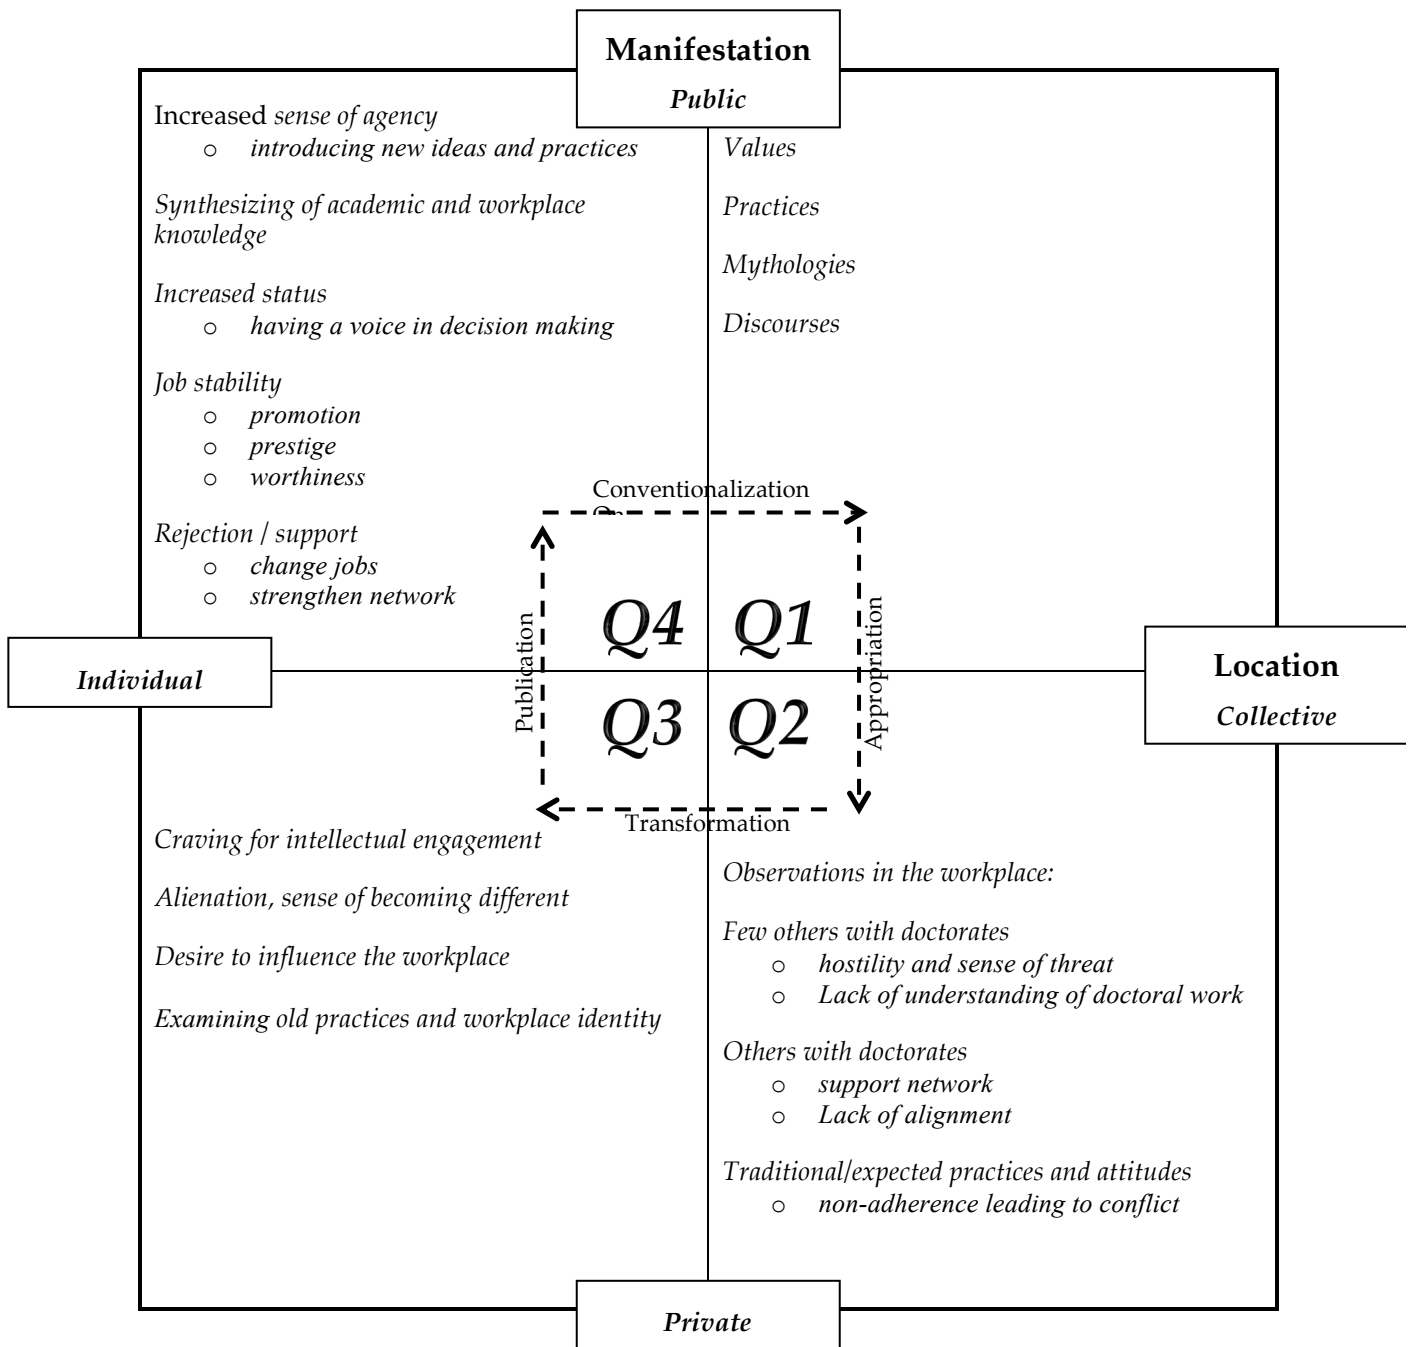 Manifestation
Public
Increased sense of agency
o introducing new ideas and practices
Synthesizing of academic and workplace
knowledge
Increased status
o having a voice in decision making
Job stability
o promotion
o prestige
o worthiness
Rejection / support
o change jobs
o strengthen network
Values
Practices
Mythologies
Discourses
Conventionalization
Publication
Q4
Q1
Appropriation
Q3
Q2
Transformation
Individual
Location
Collective
Craving for intellectual engagement
Alienation, sense of becoming different
Desire to influence the workplace
Examining old practices and workplace identity
Observations in the workplace:
Few others with doctorates
o hostility and sense of threat
o Lack of understanding of doctoral work
Others with doctorates
o support network
o Lack of alignment
Traditional/expected practices and attitudes
o non-adherence leading to conflict
Private